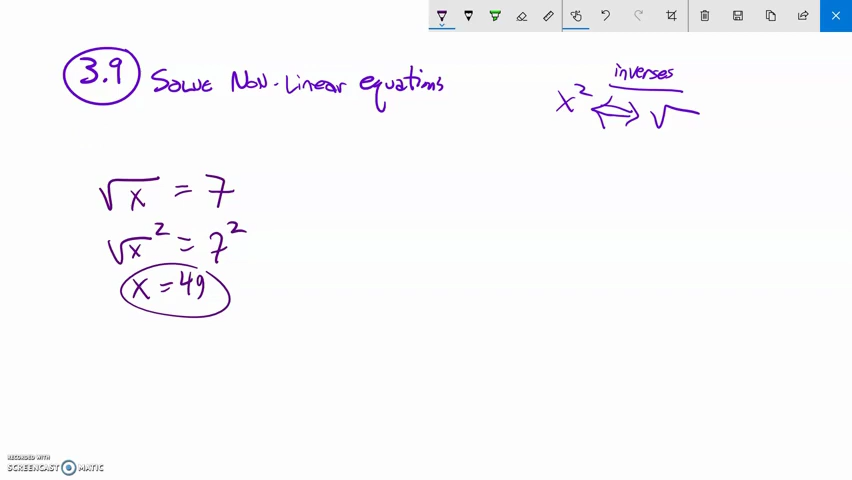 3.9 Solve Non-Linear equations
inverses
x² ↔ √
√x = 7
√x² = 7²
x = 49
RECORDED WITH
SCREENCAST MATIC